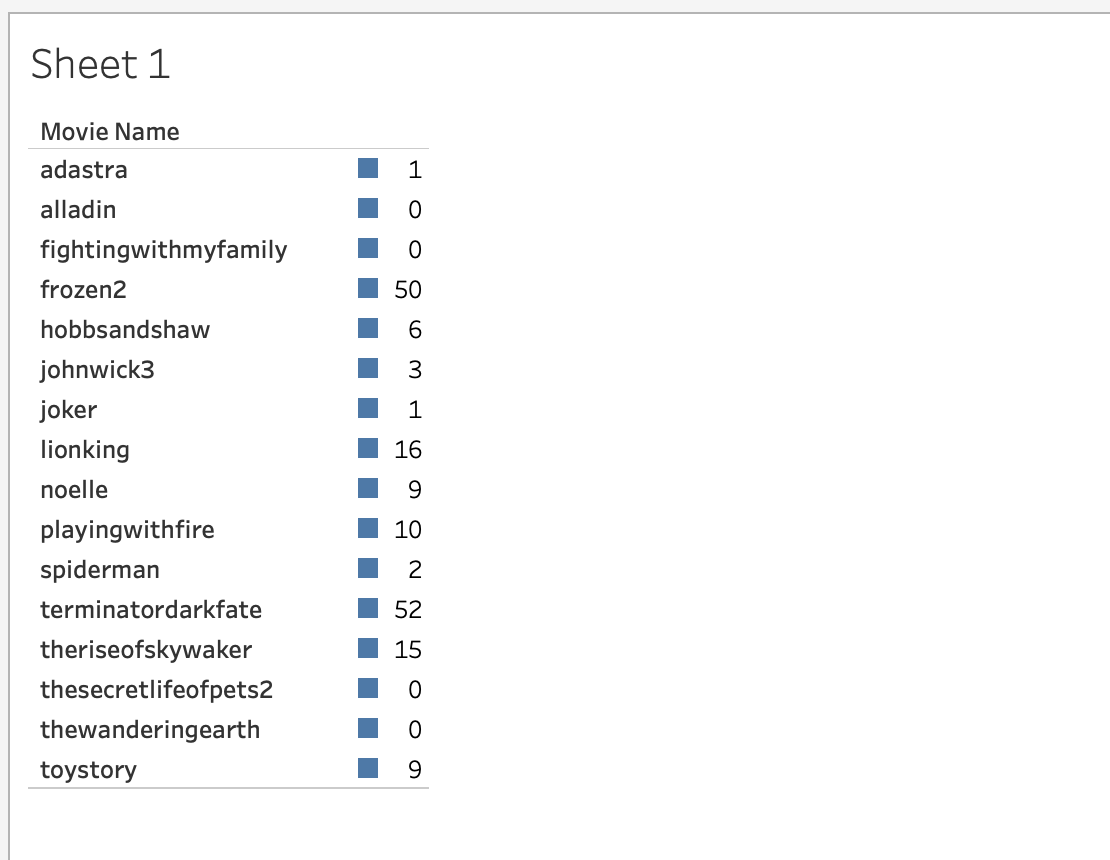 Sheet 1
Movie Name
adastra 1
alladin 0
fightingwithmyfamily 0
frozen2 50
hobbsandshaw 6
johnwick3 3
joker 1
lionking 16
noelle 9
playingwithfire 10
spiderman 2
terminatordarkfate 52
theriseofskywaker 15
thesecretlifeofpets2 0
thewanderingearth 0
toystory 9